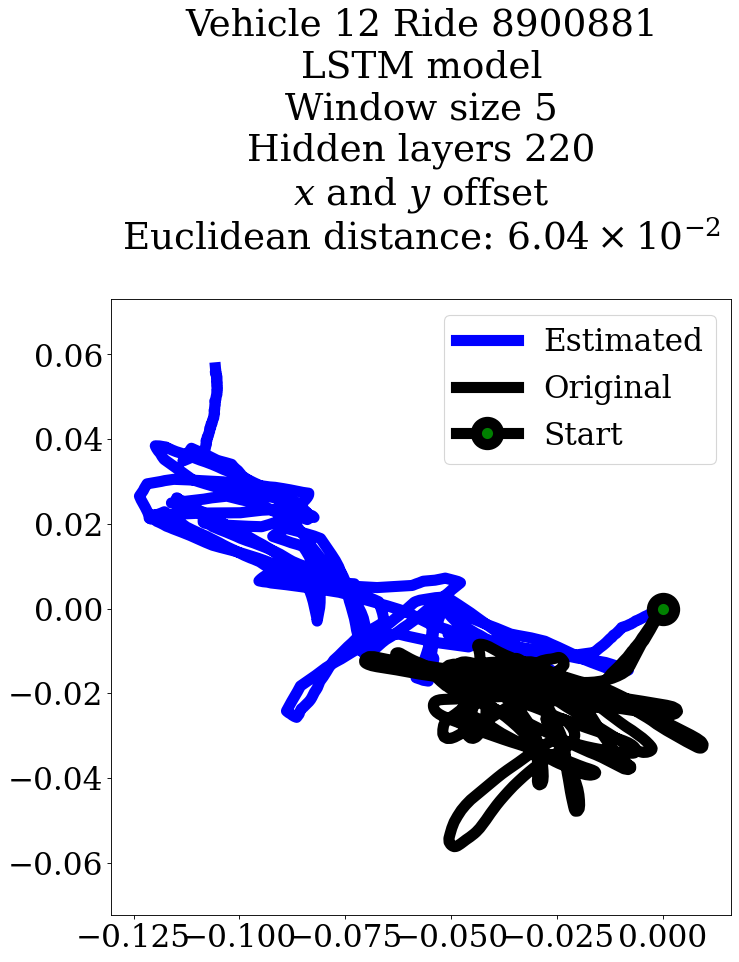 Vehicle 12 Ride 8900881
LSTM model
Window size 5
Hidden layers 220
x and y offset
Euclidean distance: 6.04 × 10⁻²
Estimated
Original
Start
0.06
0.04
0.02
0.00
−0.02
−0.04
−0.06
−0.125 −0.100 −0.075 −0.050 −0.025 0.000